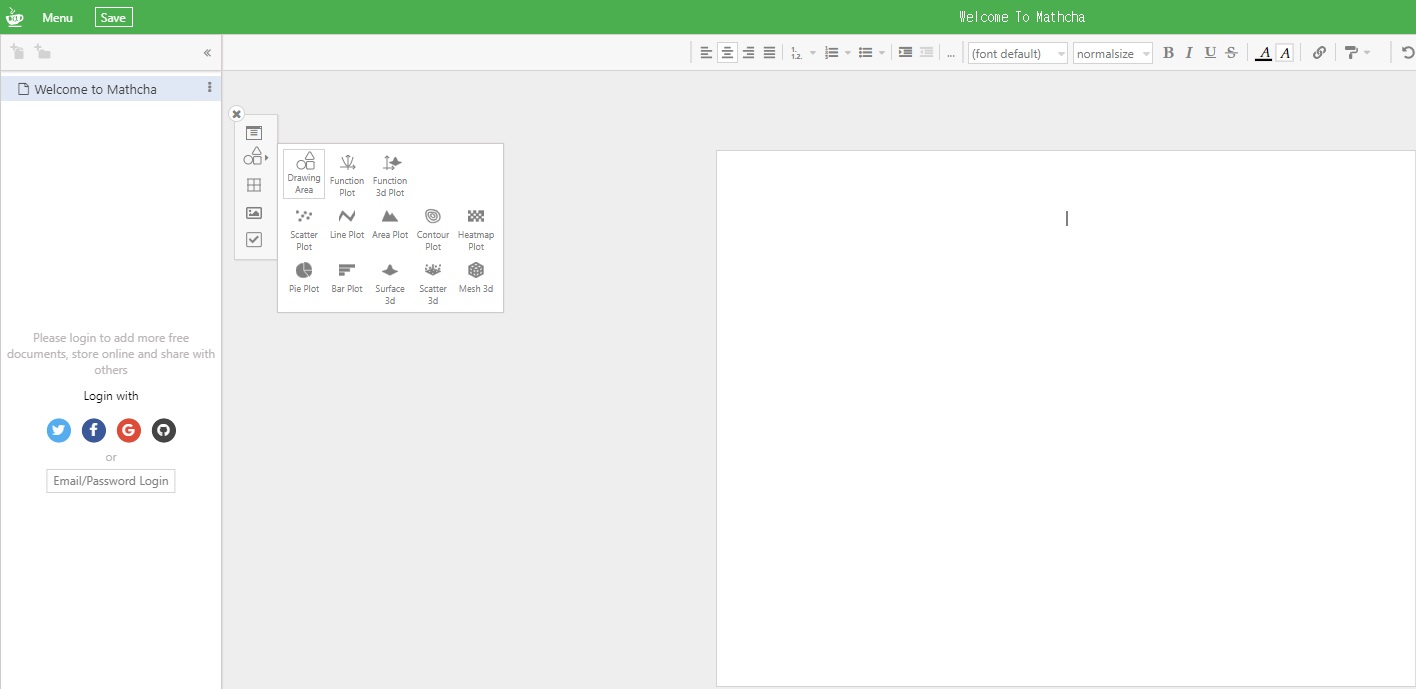 Menu
Save
Welcome To Mathcha
1.
1.2.
...
(font default)
normalsize
B I U S A A
Welcome to Mathcha
Drawing
Area
Function
Plot
Function
3d Plot
Scatter
Plot
Line Plot
Area Plot
Contour
Plot
Heatmap
Plot
Pie Plot
Bar Plot
Surface
3d
Scatter
3d
Mesh 3d
Please login to add more free
documents, store online and share with
others
Login with
or
Email/Password Login